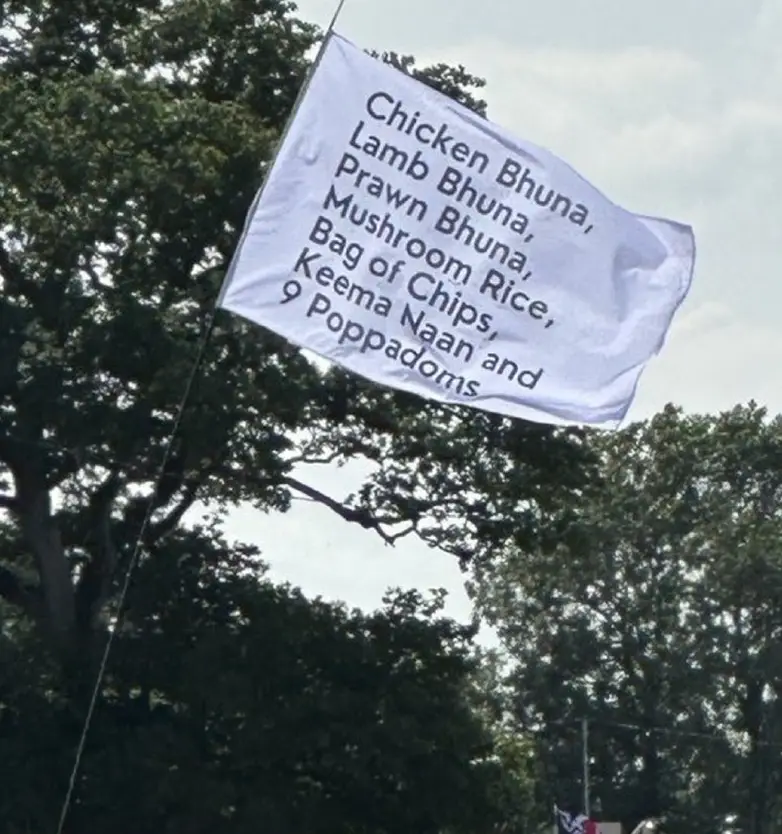 Chicken Bhuna,
Lamb Bhuna,
Prawn Bhuna,
Mushroom Rice,
Bag of Chips,
Keema Naan and
9 Poppadoms